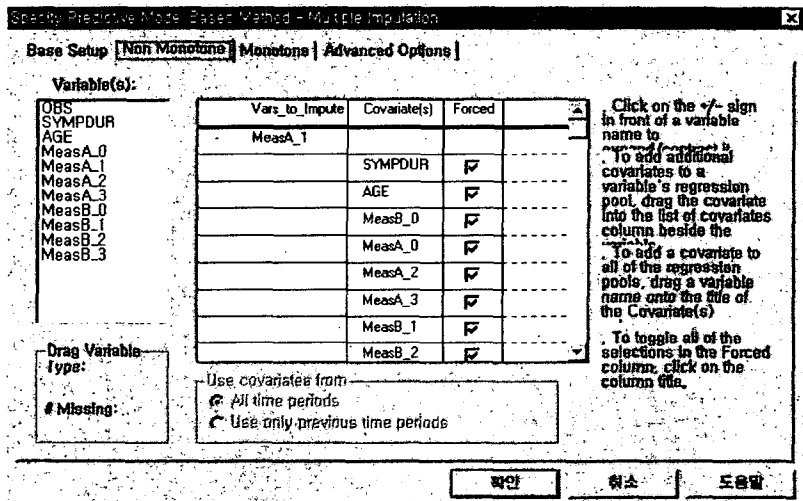 Specify Predictive Model Based Method - Multiple Imputation
Base Setup
Non Monotone
Monotone
Advanced Options
Variable(s):
OBS
SYMPDUR
AGE
MeasA_0
MeasA_1
MeasA_2
MeasA_3
MeasB_0
MeasB_1
MeasB_2
MeasB_3
Drag Variable
Type:
# Missing:
Vars_to_Impute Covariate(s) Forced
- MeasA_1
SYMPDUR
AGE
MeasB_0
MeasA_0
MeasA_2
MeasA_3
MeasB_1
MeasB_2
Use covariates from
All time periods
Use only previous time periods
. Click on the +/- sign
in front of a variable
name to
. To add additional
covariates to a
variable's regression
pool, drag the covariate
into the list of covariates
column beside the
. To add a covariate to
all of the regression
pools, drag a variable
name onto the title of
the Covariate(s)
. To toggle all of the
selections in the Forced
column, click on the
column title.
확인
취소
도움말